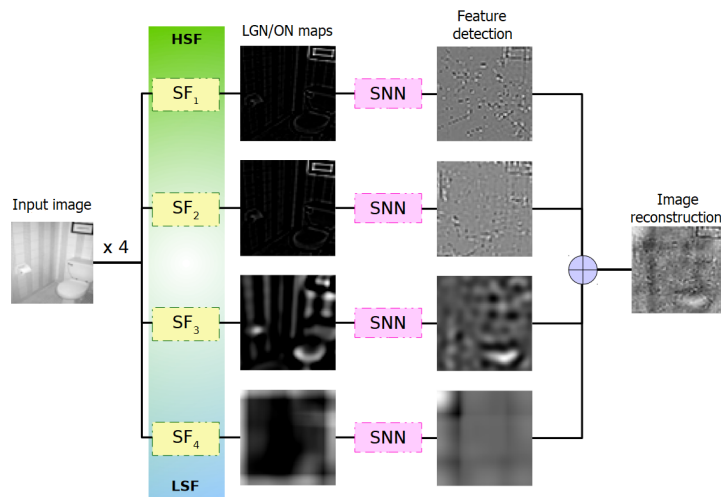 HSF
LGN/ON maps
Feature
detection
SF1
SNN
SF2
SNN
Input image
x 4
Image
reconstruction
SF3
SNN
SF4
SNN
LSF